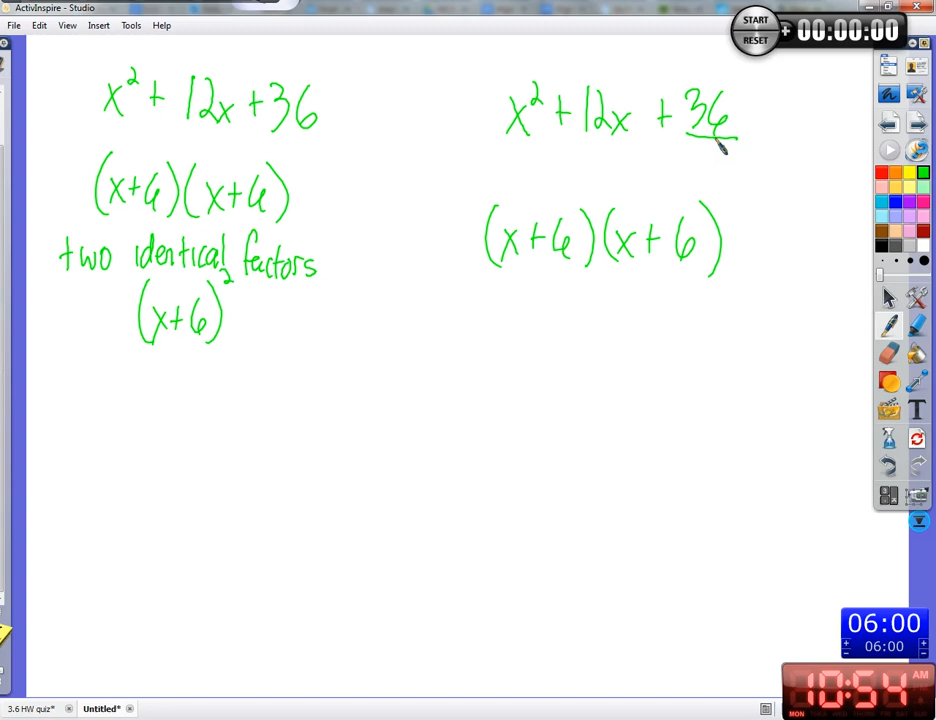 ActivInspire - Studio
File Edit View Insert Tools Help
START
RESET
00:00:00
x² + 12x + 36
(x+6)(x+6)
two identical factors
(x+6)²
x² + 12x + 36
(x+6)(x+6)
06:00
06:00
10:54 AM
MON
3.6 HW quiz*
Untitled*